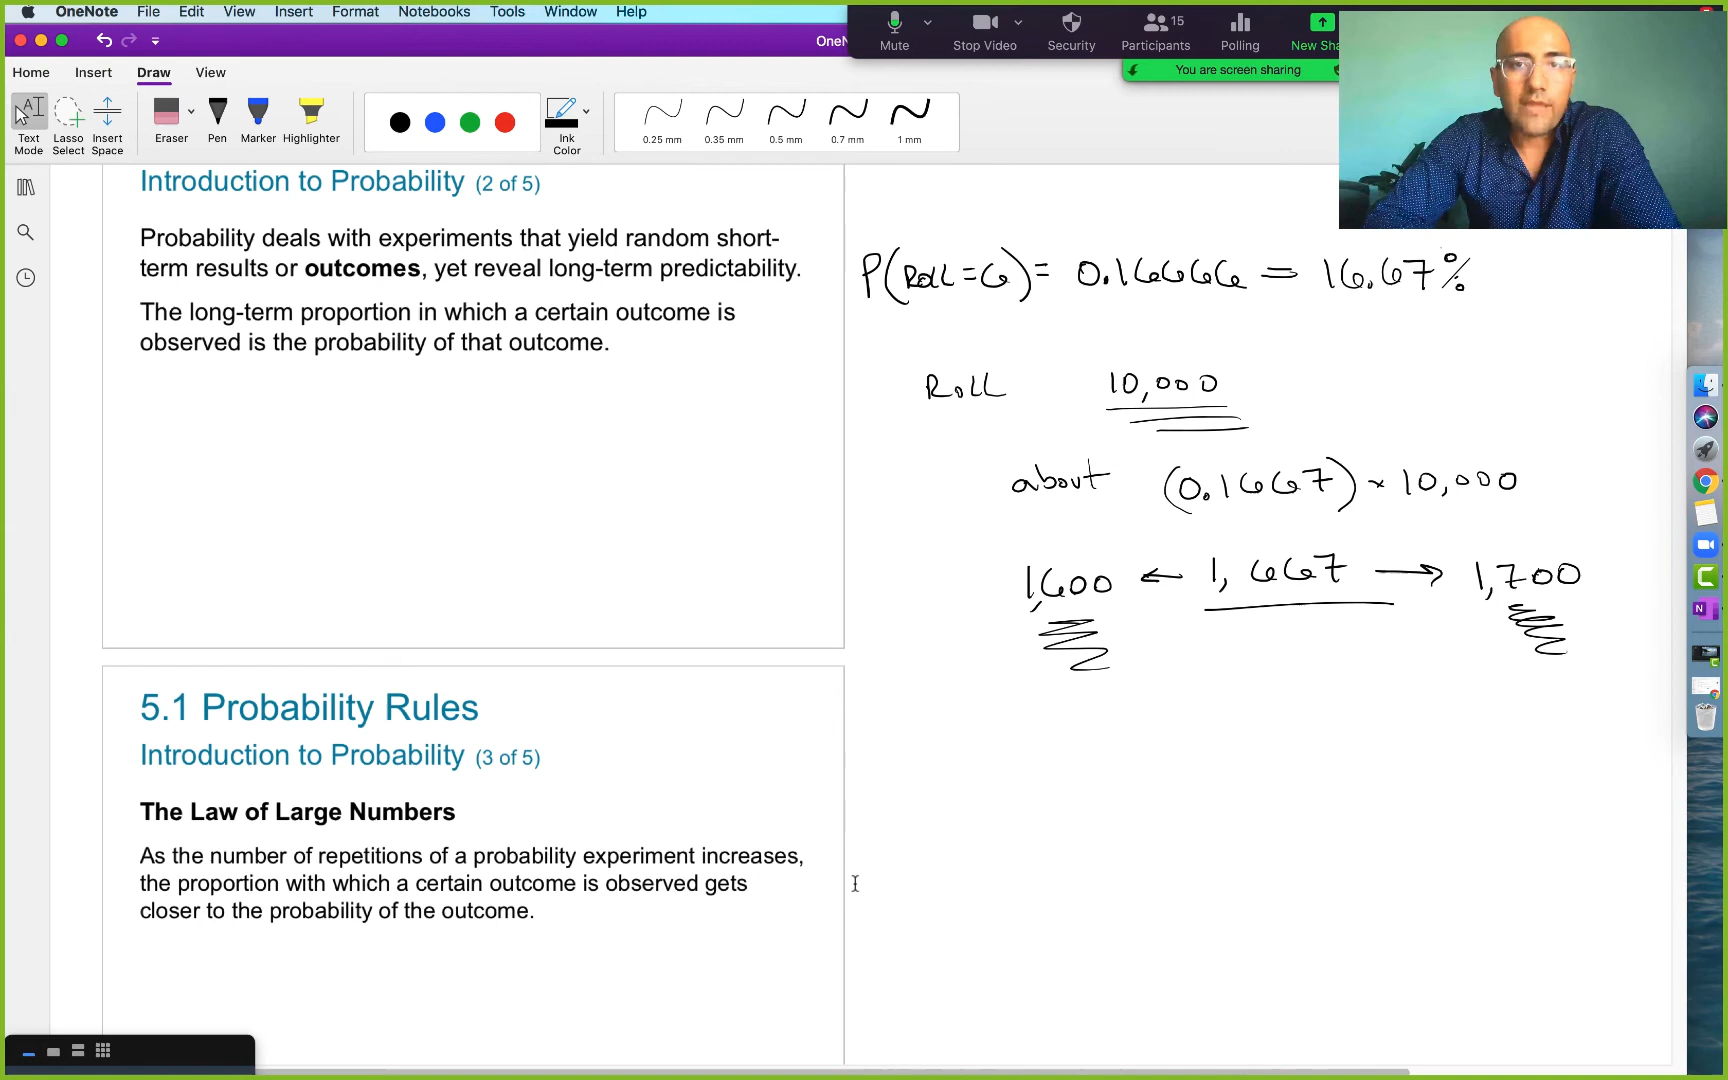 OneNote File Edit View Insert Format Notebooks Tools Window Help
OneN
Mute Stop Video Security 15 Participants Polling New Sha
You are screen sharing
Home Insert Draw View
Text Mode Lasso Select Insert Space Eraser Pen Marker Highlighter Ink Color 0.25 mm 0.35 mm 0.5 mm 0.7 mm 1 mm
Introduction to Probability (2 of 5)
Probability deals with experiments that yield random short-
term results or outcomes, yet reveal long-term predictability.
The long-term proportion in which a certain outcome is
observed is the probability of that outcome.
5.1 Probability Rules
Introduction to Probability (3 of 5)
The Law of Large Numbers
As the number of repetitions of a probability experiment increases,
the proportion with which a certain outcome is observed gets
closer to the probability of the outcome.
P(Roll=6)= 0.16666 = 16.67%
Roll 10,000
about (0.1667) × 10,000
1,600 ← 1,667 → 1,700